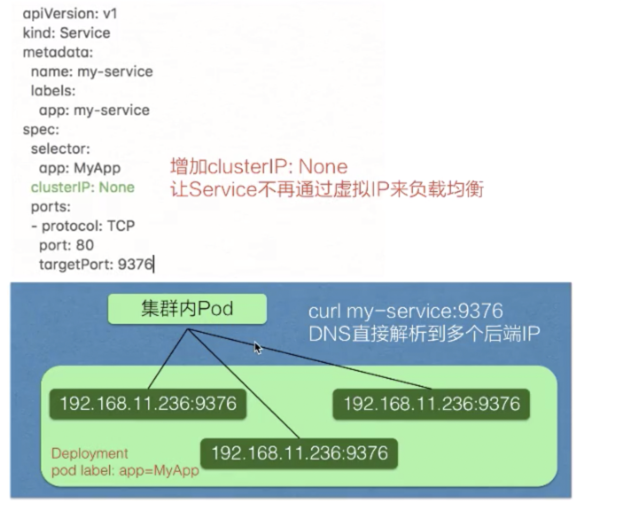 apiVersion: v1
kind: Service
metadata:
name: my-service
labels:
app: my-service
spec:
selector:
app: MyApp
clusterIP: None
ports:
- protocol: TCP
port: 80
targetPort: 9376
增加clusterIP: None
让Service不再通过虚拟IP来负载均衡
集群内Pod
curl my-service:9376
DNS直接解析到多个后端IP
192.168.11.236:9376
192.168.11.236:9376
192.168.11.236:9376
Deployment
pod label: app=MyApp